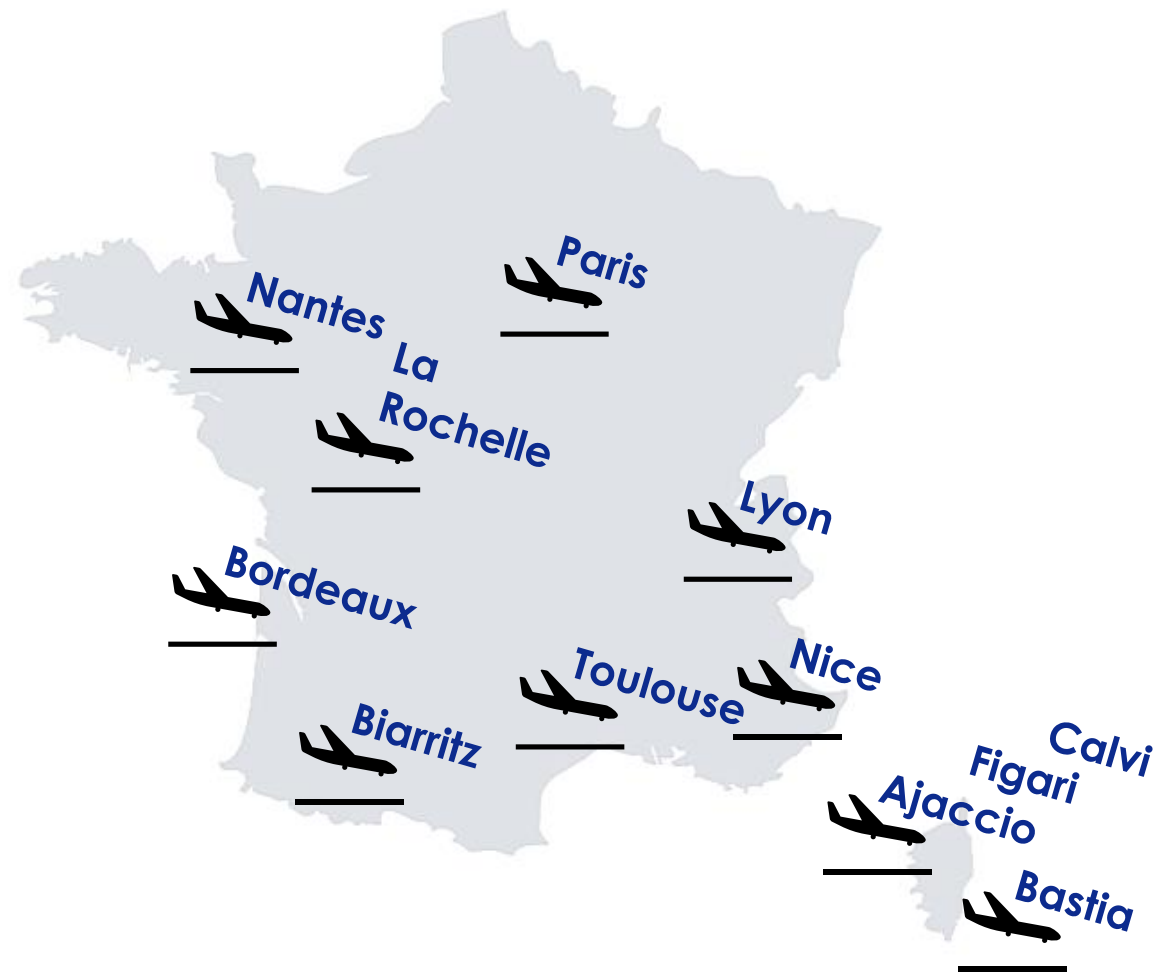 Paris
Nantes
La
Rochelle
Lyon
Bordeaux
Nice
Toulouse
Biarritz
Calvi
Figari
Ajaccio
Bastia